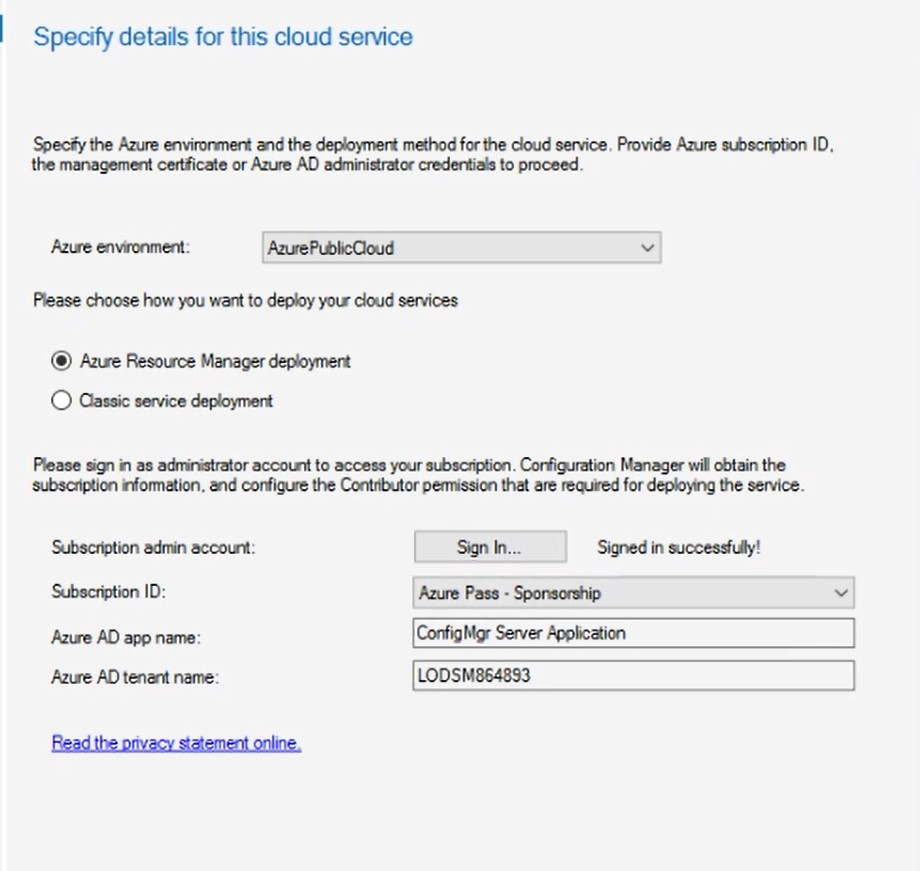 Specify details for this cloud service
Specify the Azure environment and the deployment method for the cloud service. Provide Azure subscription ID,
the management certificate or Azure AD administrator credentials to proceed.
Azure environment: AzurePublicCloud
Please choose how you want to deploy your cloud services
Azure Resource Manager deployment
Classic service deployment
Please sign in as administrator account to access your subscription. Configuration Manager will obtain the
subscription information, and configure the Contributor permission that are required for deploying the service.
Subscription admin account: Sign In... Signed in successfully!
Subscription ID: Azure Pass - Sponsorship
Azure AD app name: ConfigMgr Server Application
Azure AD tenant name: LODSM864893
Read the privacy statement online.